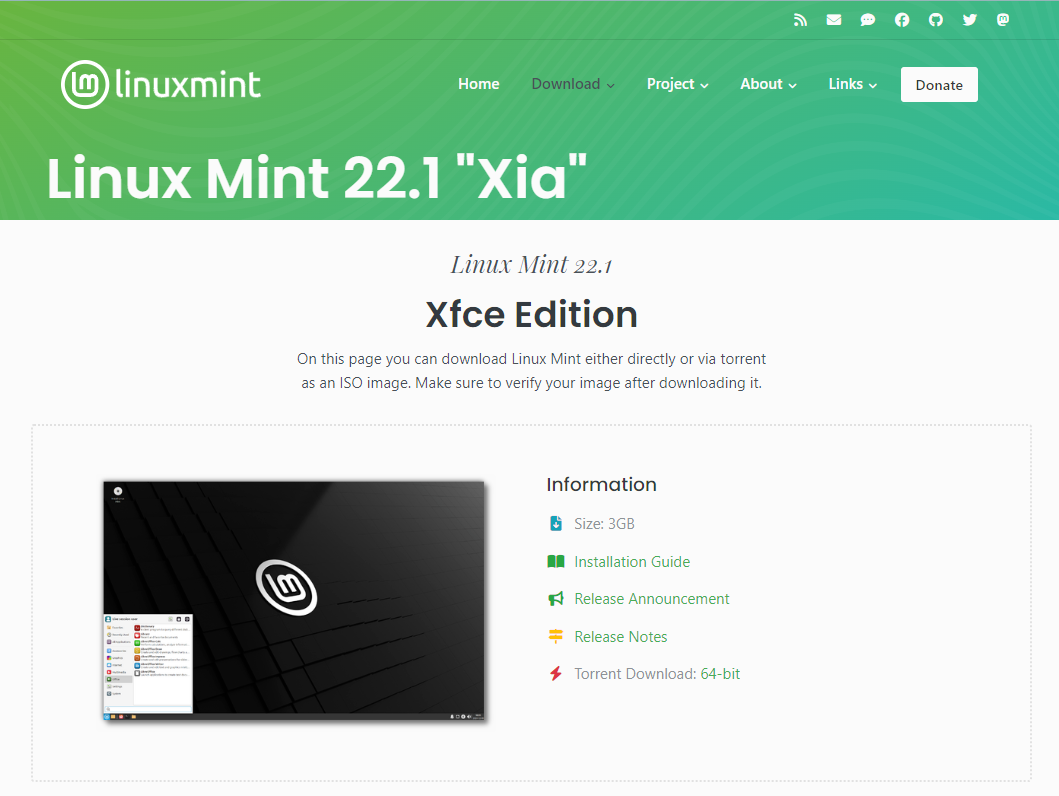 linuxmint
Home Download Project About Links Donate
Linux Mint 22.1 "Xia"
Linux Mint 22.1
Xfce Edition
On this page you can download Linux Mint either directly or via torrent
as an ISO image. Make sure to verify your image after downloading it.
Information
Size: 3GB
Installation Guide
Release Announcement
Release Notes
Torrent Download: 64-bit